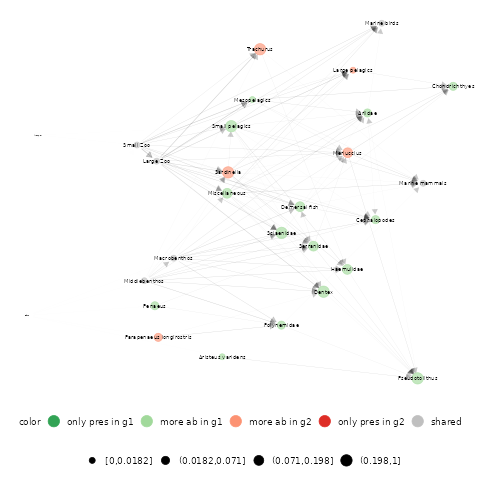 Marine birds
Trachurus
Large pelagics
Chondrichthyes
Mesopelagics
Ariidae
Small pelagics
Small Zoo
Merluccius
Large Zoo
Sardinella
Marine mammals
Miscellaneous
Demersal fish
Cephalopodes
Sciaenidae
Serranidae
Macrobenthos
Haemulidae
Middlebenthos
Dentex
Penaeus
Polynemidae
Parapenaeus longirostris
Aristeus varidens
Pseudotolithus
color only pres in g1 more ab in g1 more ab in g2 only pres in g2 shared
[0,0.0182] (0.0182,0.071] (0.071,0.198] (0.198,1]